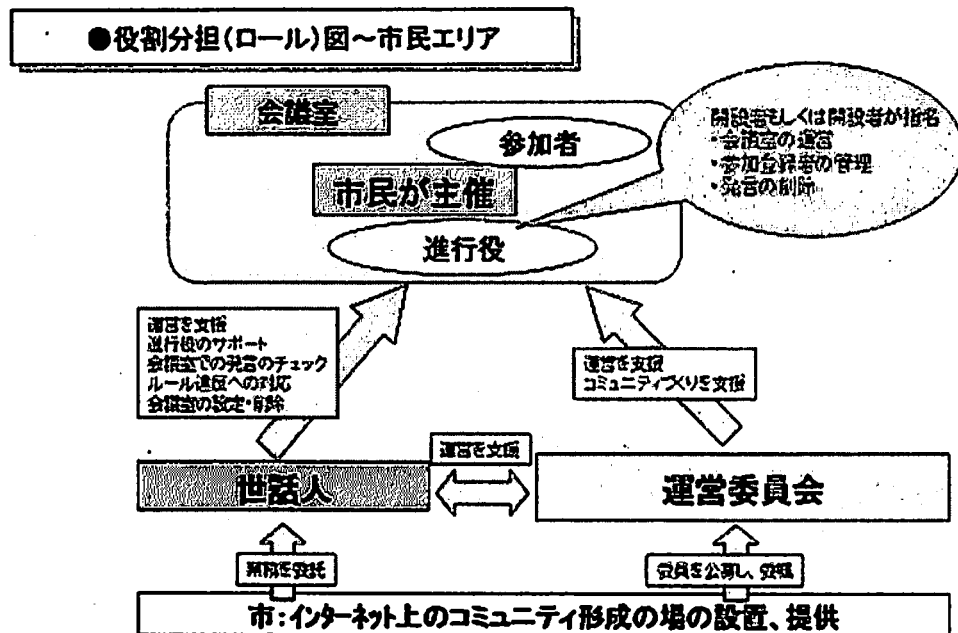 ●役割分担(ロール)図~市民エリア
会議室
参加者
市民が主催
進行役
開設者もしくは開設者が指名
・会議室の運営
・参加登録者の管理
・発言の削除
運営を支援
進行役のサポート
会議室での発言のチェック
ルール違反への対応
会議室の設定・削除
運営を支援
コミュニティづくりを支援
世話人
運営を支援
運営委員会
業務を委託
委員を公募し、委嘱
市:インターネット上のコミュニティ形成の場の設置、提供